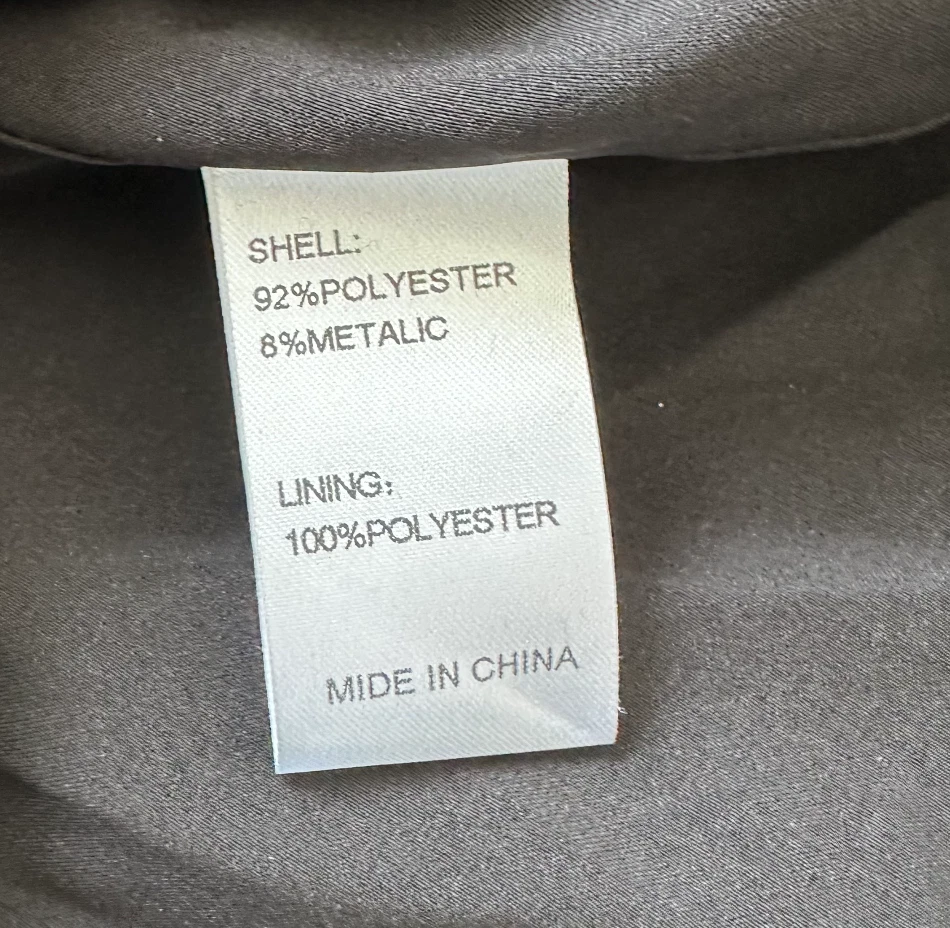 SHELL:
92%POLYESTER
8%METALIC
LINING:
100%POLYESTER
MIDE IN CHINA